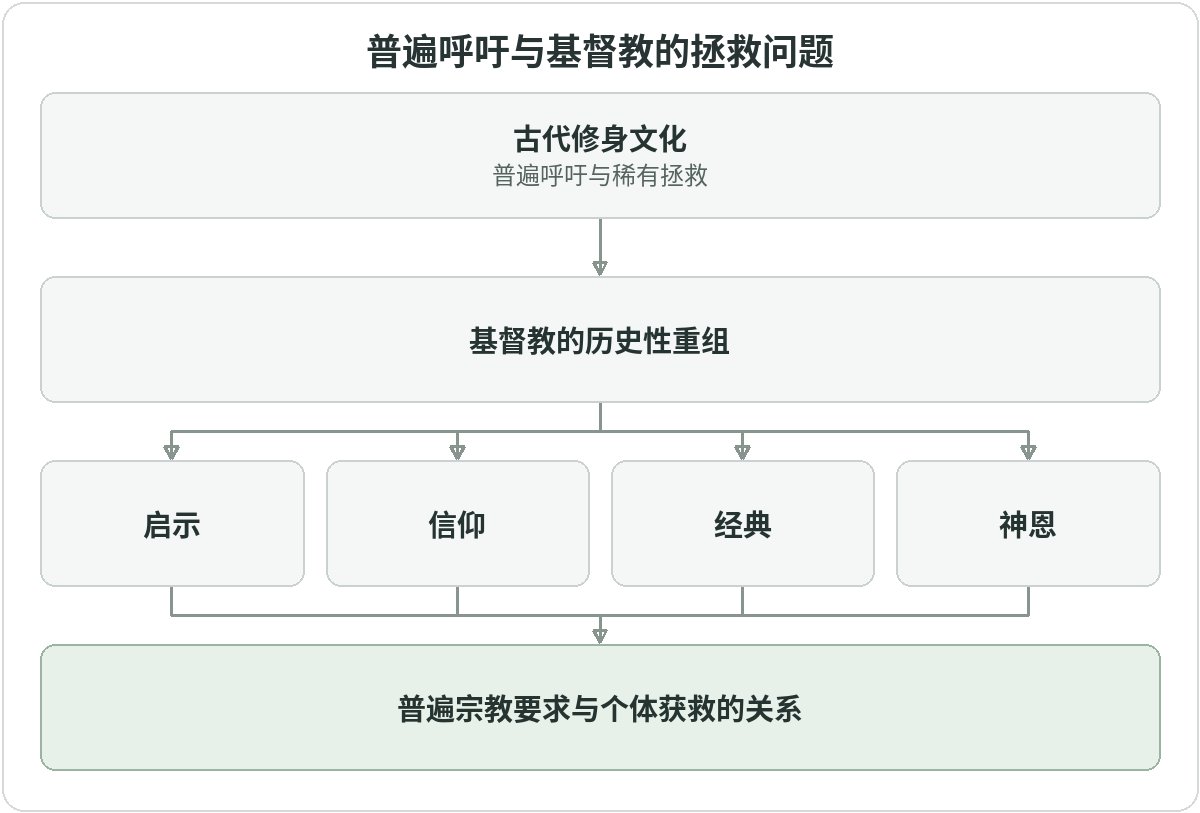 普遍呼吁与基督教的拯救问题
古代修身文化
普遍呼吁与稀有拯救
基督教的历史性重组
启示
信仰
经典
神恩
普遍宗教要求与个体获救的关系